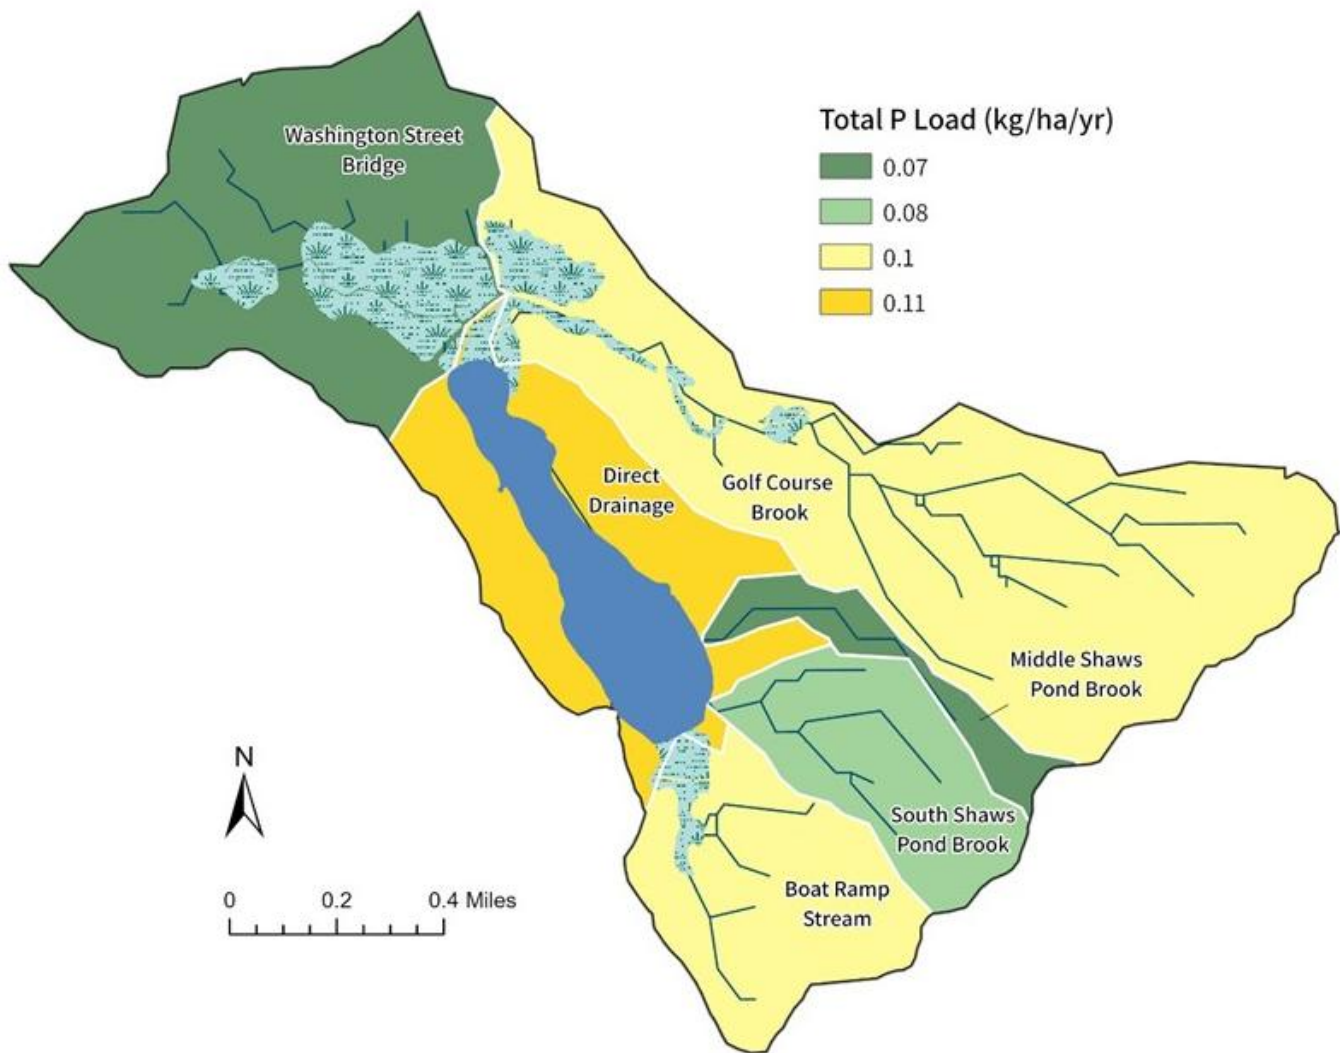 Total P Load (kg/ha/yr)
0.07
0.08
0.1
0.11
Washington Street
Bridge
Direct
Drainage
Golf Course
Brook
Middle Shaws
Pond Brook
South Shaws
Pond Brook
Boat Ramp
Stream
N
0 0.2 0.4 Miles